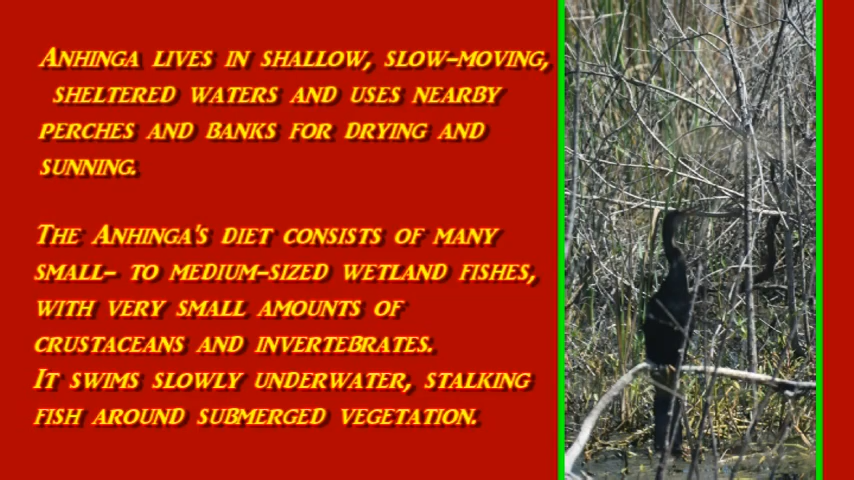 Anhinga lives in shallow, slow-moving,
sheltered waters and uses nearby
perches and banks for drying and
sunning.
The Anhinga's diet consists of many
small- to medium-sized wetland fishes,
with very small amounts of
crustaceans and invertebrates.
It swims slowly underwater, stalking
fish around submerged vegetation.